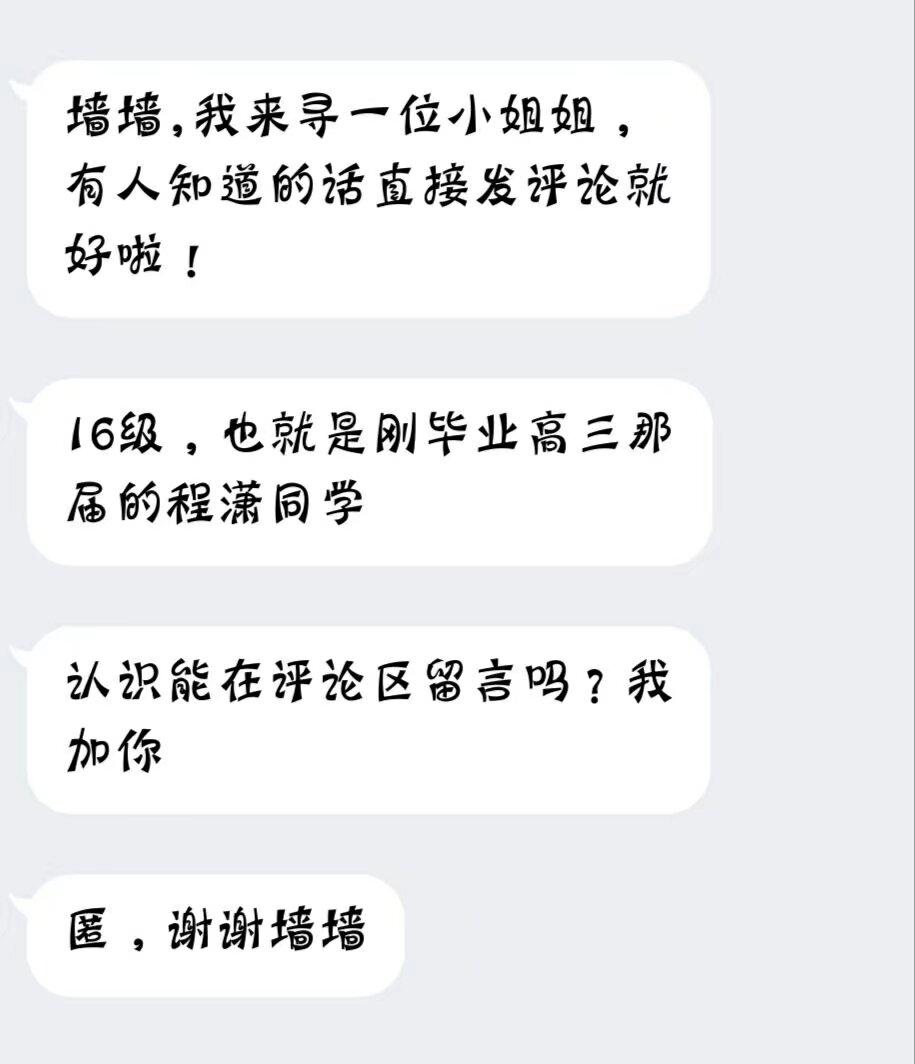 墙墙,我来寻一位小姐姐，
有人知道的话直接发评论就
好啦！
16级，也就是刚毕业高三那
届的程潇同学
认识能在评论区留言吗？我
加你
匿，谢谢墙墙